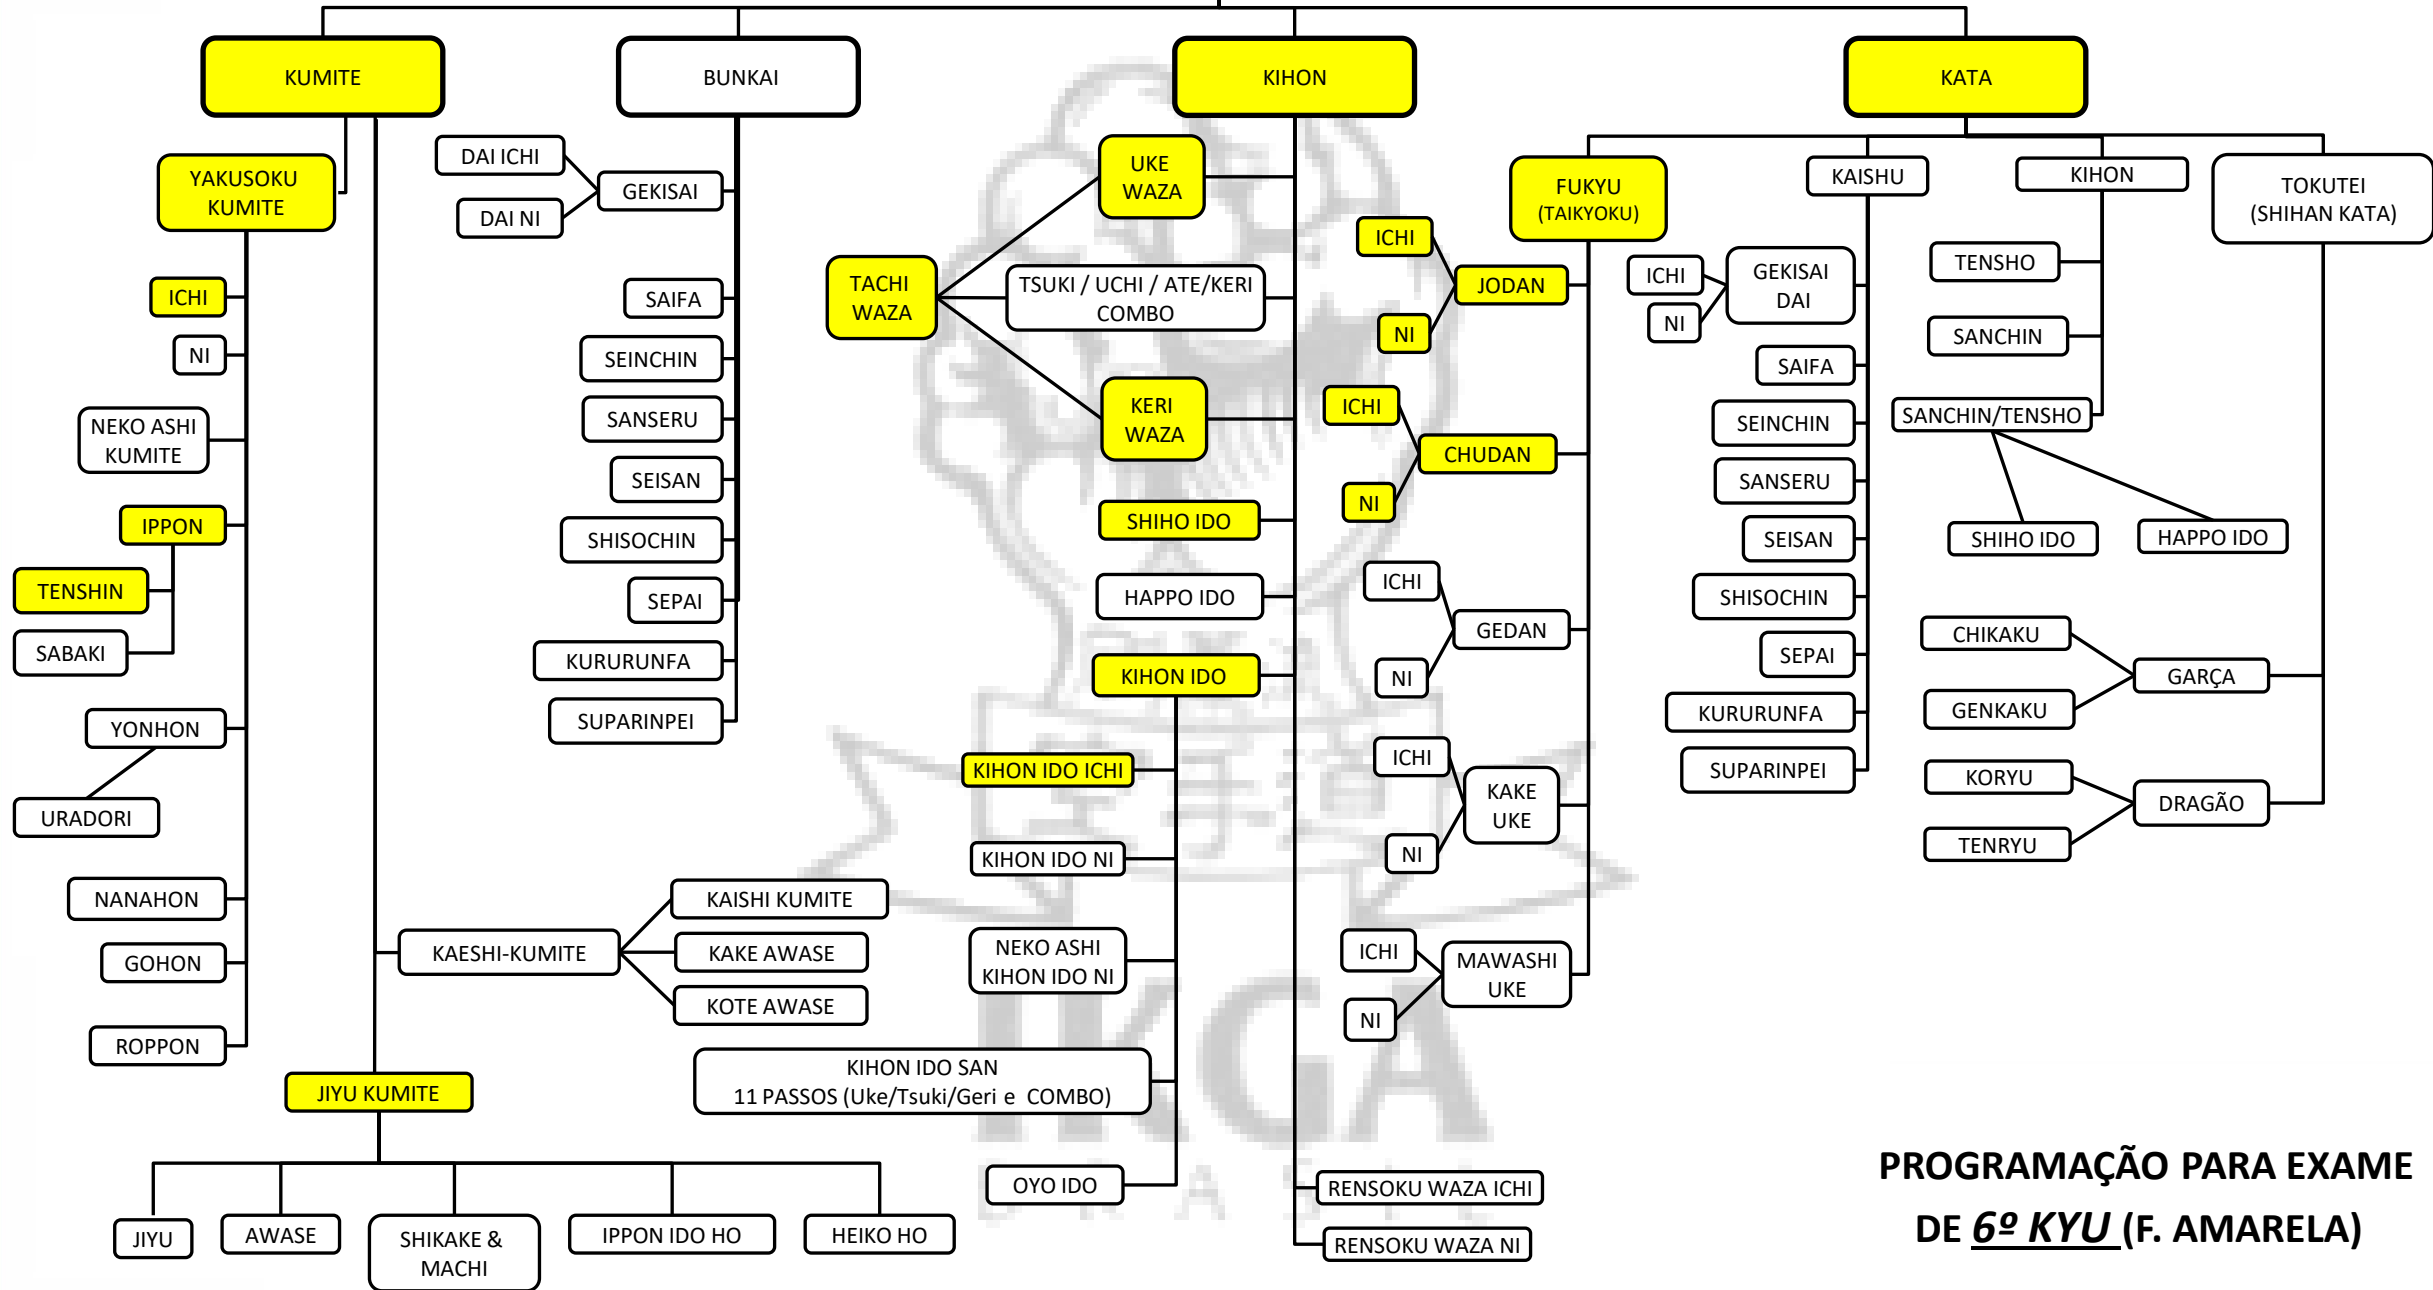 KUMITE
BUNKAI
KIHON
KATA
YAKUSOKU
KUMITE
ICHI
NI
NEKO ASHI
KUMITE
IPPON
TENSHIN
SABAKI
YONHON
URADORI
NANAHON
GOHON
ROPPON
JIYU KUMITE
JIYU
AWASE
SHIKAKE &
MACHI
IPPON IDO HO
HEIKO HO
KAESHI-KUMITE
KAISHI KUMITE
KAKE AWASE
KOTE AWASE
DAI ICHI
DAI NI
GEKISAI
SAIFA
SEINCHIN
SANSERU
SEISAN
SHISOCHIN
SEPAI
KURURUNFA
SUPARINPEI
TACHI
WAZA
UKE
WAZA
TSUKI / UCHI / ATE/KERI
COMBO
KERI
WAZA
SHIHO IDO
HAPPO IDO
KIHON IDO
KIHON IDO ICHI
KIHON IDO NI
NEKO ASHI
KIHON IDO NI
KIHON IDO SAN
11 PASSOS (Uke/Tsuki/Geri e  COMBO)
OYO IDO
RENSOKU WAZA ICHI
RENSOKU WAZA NI
FUKYU
(TAIKYOKU)
ICHI
NI
JODAN
ICHI
NI
CHUDAN
ICHI
NI
GEDAN
ICHI
NI
KAKE
UKE
ICHI
NI
MAWASHI
UKE
KAISHU
ICHI
NI
GEKISAI
DAI
SAIFA
SEINCHIN
SANSERU
SEISAN
SHISOCHIN
SEPAI
KURURUNFA
SUPARINPEI
KIHON
TENSHO
SANCHIN
SANCHIN/TENSHO
SHIHO IDO
HAPPO IDO
TOKUTEI
(SHIHAN KATA)
CHIKAKU
GENKAKU
GARÇA
KORYU
TENRYU
DRAGÃO
IKGA
PROGRAMAÇÃO PARA EXAME
DE 6º KYU (F. AMARELA)